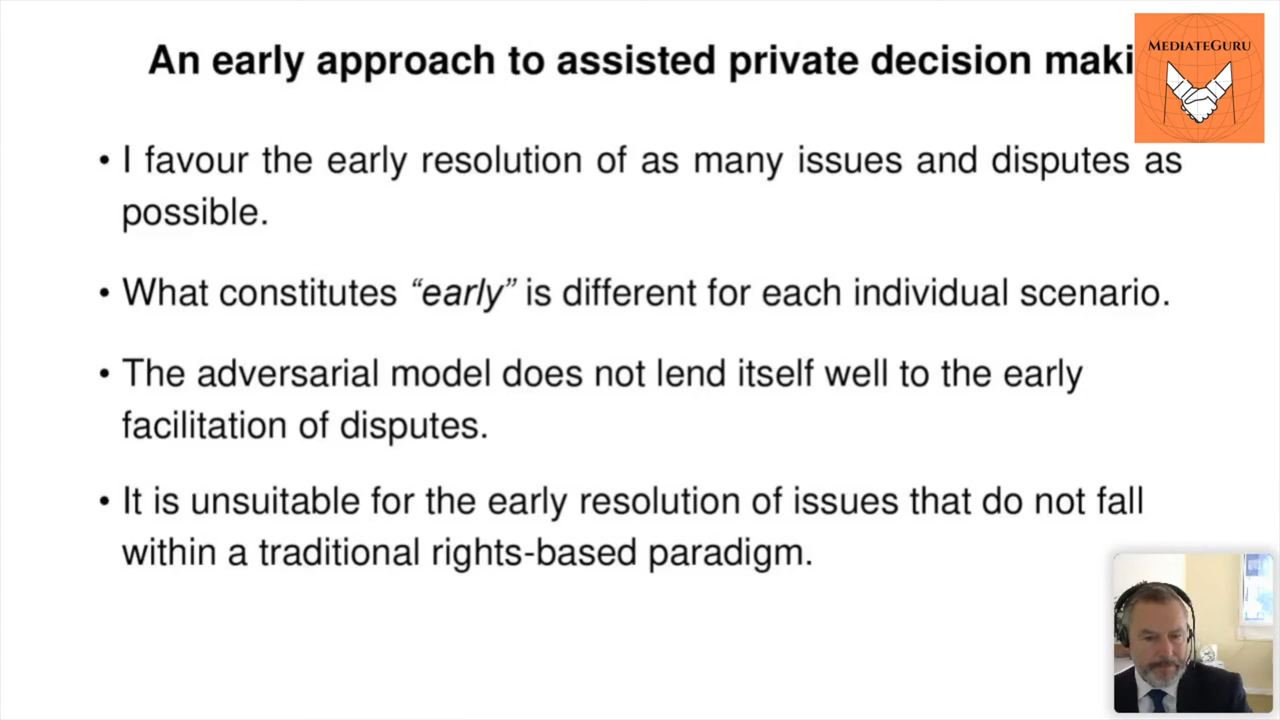 An early approach to assisted private decision maki
MEDIATEGURU
• I favour the early resolution of as many issues and disputes as
possible.
• What constitutes “early” is different for each individual scenario.
• The adversarial model does not lend itself well to the early
facilitation of disputes.
• It is unsuitable for the early resolution of issues that do not fall
within a traditional rights-based paradigm.